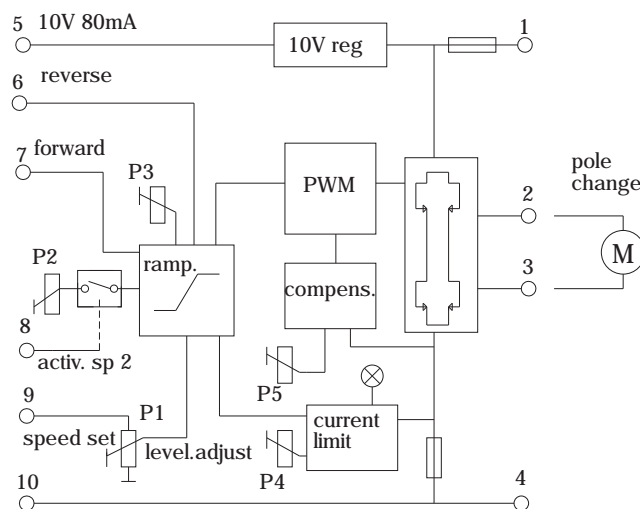 5 10V 80mA
10V reg
1
6 reverse
7 forward
P3
PWM
pole
change
2
M
3
P2
ramp.
compens.
8
activ. sp 2
P5
9
P1
speed set
level.adjust
current
limit
P4
10
4